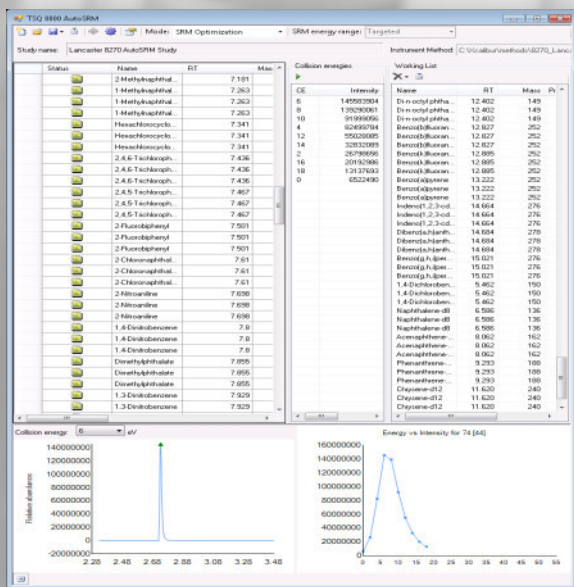 TSQ 8000 AutoSRM
Mode: SRM Optimization SRM energy range: Targeted
Study name: Lancaster 8270 AutoSRM Study Instrument Method: C:\Xcalibur\methods\8270_Lanc
Status Name RT Mas
2-Methylnaphthal... 7.181
1-Methylnaphthal... 7.263
1-Methylnaphthal... 7.263
1-Methylnaphthal... 7.263
Hexachlorocyclo... 7.341
Hexachlorocyclo... 7.341
Hexachlorocyclo... 7.341
2,4,6-Trichloroph... 7.436
2,4,6-Trichloroph... 7.436
2,4,6-Trichloroph... 7.436
2,4,5-Trichloroph... 7.467
2,4,5-Trichloroph... 7.467
2,4,5-Trichloroph... 7.467
2-Fluorobiphenyl 7.501
2-Fluorobiphenyl 7.501
2-Chloronaphthal... 7.61
2-Chloronaphthal... 7.61
2-Chloronaphthal... 7.61
2-Nitroaniline 7.698
2-Nitroaniline 7.698
2-Nitroaniline 7.698
1,4-Dinitrobenzene 7.8
1,4-Dinitrobenzene 7.8
1,4-Dinitrobenzene 7.8
Dimethylphthalate 7.855
Dimethylphthalate 7.855
Dimethylphthalate 7.855
1,3-Dinitrobenzene 7.929
1,3-Dinitrobenzene 7.929
Collision energies
CE Intensity
6 145583904
8 139290061
10 91999056
4 82499784
12 55028085
14 32832089
2 26798656
16 20192986
18 13137693
0 6522490
Working List
Name RT Mass
Di-n-octyl phtha... 12.402 149
Di-n-octyl phtha... 12.402 149
Di-n-octyl phtha... 12.402 149
Benzo(b)fluoran... 12.827 252
Benzo(b)fluoran... 12.827 252
Benzo(b)fluoran... 12.827 252
Benzo(k)fluoran... 12.885 252
Benzo(k)fluoran... 12.885 252
Benzo(k)fluoran... 12.885 252
Benzo(a)pyrene 13.222 252
Benzo(a)pyrene 13.222 252
Benzo(a)pyrene 13.222 252
Indeno(1,2,3-cd... 14.664 276
Indeno(1,2,3-cd... 14.664 276
Indeno(1,2,3-cd... 14.664 276
Dibenz(a,h)anth... 14.684 278
Dibenz(a,h)anth... 14.684 278
Dibenz(a,h)anth... 14.684 278
Benzo(g,h,i)per... 15.021 276
Benzo(g,h,i)per... 15.021 276
Benzo(g,h,i)per... 15.021 276
1,4-Dichloroben... 5.462 150
1,4-Dichloroben... 5.462 150
1,4-Dichloroben... 5.462 150
Naphthalene-d8 6.586 136
Naphthalene-d8 6.586 136
Acenaphthene-... 8.062 162
Acenaphthene-... 8.062 162
Acenaphthene-... 8.062 162
Phenanthrene-... 9.293 188
Phenanthrene-... 9.293 188
Phenanthrene-... 9.293 188
Chrysene-d12 11.620 240
Chrysene-d12 11.620 240
Chrysene-d12 11.620 240
Collision energy: 6 eV
Relative abundance
140000000
120000000
100000000
80000000
60000000
40000000
20000000
0
-20000000
2.28 2.48 2.68 2.88 3.08 3.28 3.48
Energy vs Intensity for 74 [44]
160000000
140000000
120000000
100000000
80000000
60000000
40000000
20000000
0
0 5 10 15 20 25 30 35 40 45 50 55